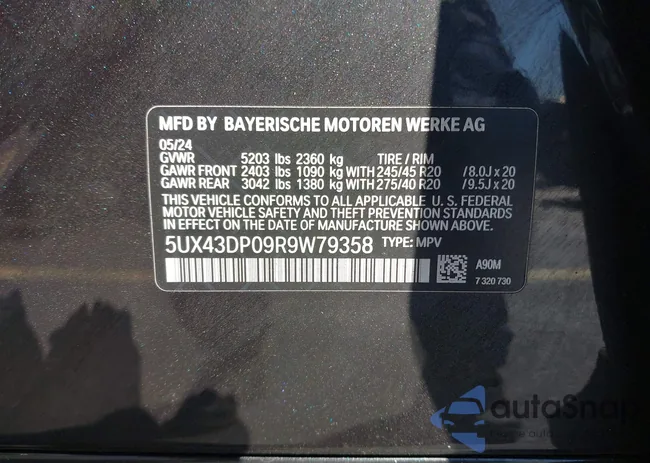 MFD BY BAYERISCHE MOTOREN WERKE AG
05/24
GVWR 5203 lbs 2360 kg TIRE / RIM
GAWR FRONT 2403 lbs 1090 kg WITH 245/45 R20 /8.0J x 20
GAWR REAR 3042 lbs 1380 kg WITH 275/40 R20 /9.5J x 20
THIS VEHICLE CONFORMS TO ALL APPLICABLE U. S. FEDERAL
MOTOR VEHICLE SAFETY AND THEFT PREVENTION STANDARDS
IN EFFECT ON THE DATE OF MANUFACTURE SHOWN ABOVE.
5UX43DP09R9W79358 TYPE: MPV
A90M
7 320 730
autoSnap